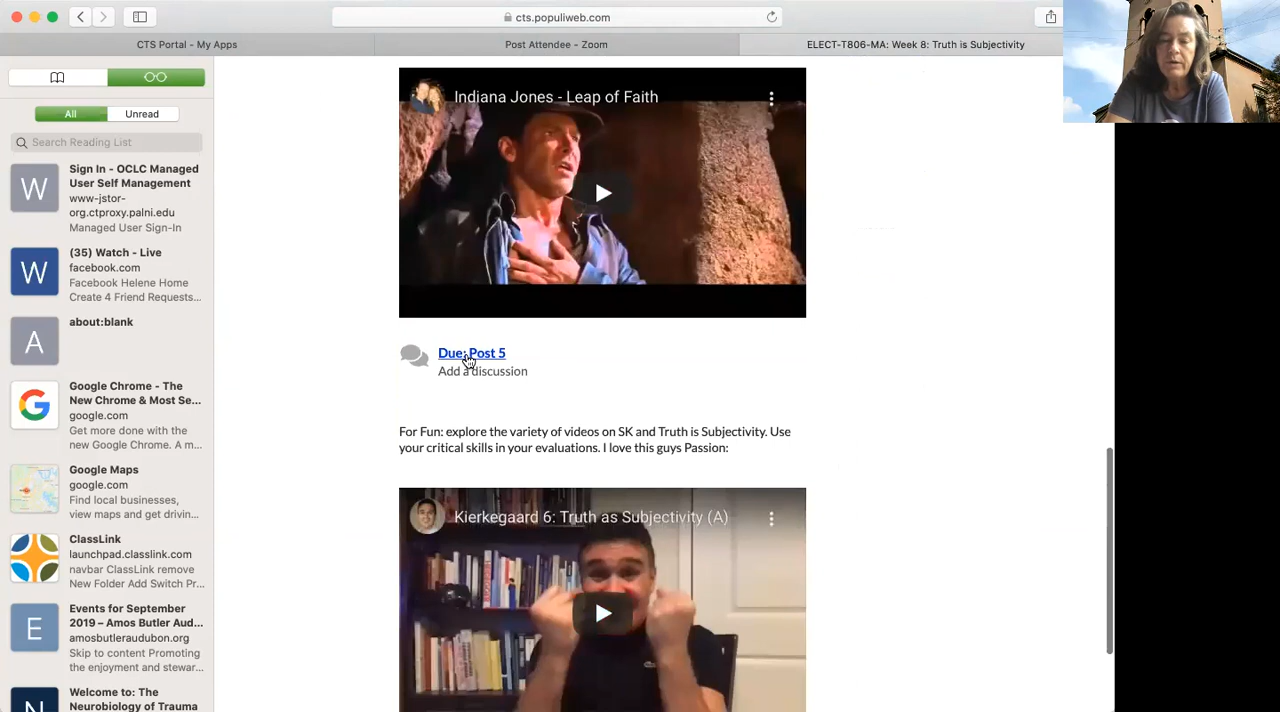 cts.populiweb.com
CTS Portal - My Apps
Post Attendee - Zoom
ELECT-T806-MA: Week 8: Truth is Subjectivity
All
Unread
Search Reading List
W
Sign In - OCLC Managed
User Self Management
www-jstor-
org.ctproxy.palni.edu
Managed User Sign-In
W
(35) Watch - Live
facebook.com
Facebook Helene Home
Create 4 Friend Requests...
A
about:blank
Google Chrome - The
New Chrome & Most Se...
google.com
Get more done with the
new Google Chrome. A m...
Google Maps
google.com
Find local businesses,
view maps and get drivin...
ClassLink
launchpad.classlink.com
navbar ClassLink remove
New Folder Add Switch Pr...
E
Events for September
2019 – Amos Butler Aud...
amosbutleraudubon.org
Skip to content Promoting
the enjoyment and stewar...
N
Welcome to: The
Neurobiology of Trauma
Indiana Jones - Leap of Faith
Due: Post 5
Add a discussion
For Fun: explore the variety of videos on SK and Truth is Subjectivity. Use
your critical skills in your evaluations. I love this guys Passion:
Kierkegaard 6: Truth as Subjectivity (A)